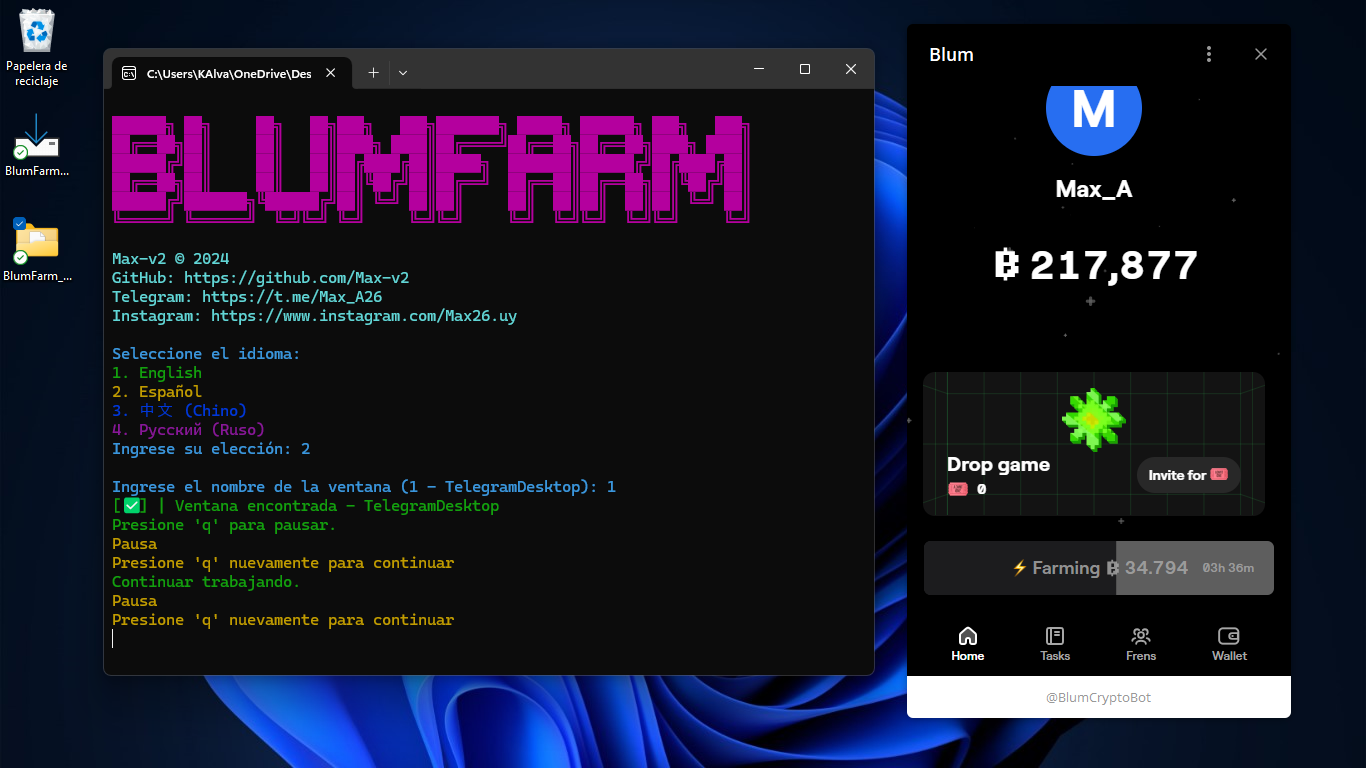 Papelera de
reciclaje
BlumFarm...
BlumFarm_...
C:\Users\KAlva\OneDrive\Des
BLUMFARM
Max-v2 © 2024
GitHub: https://github.com/Max-v2
Telegram: https://t.me/Max_A26
Instagram: https://www.instagram.com/Max26.uy
Seleccione el idioma:
1. English
2. Español
3. 中文 (Chino)
4. Русский (Ruso)
Ingrese su elección: 2
Ingrese el nombre de la ventana (1 - TelegramDesktop): 1
[✅] | Ventana encontrada - TelegramDesktop
Presione 'q' para pausar.
Pausa
Presione 'q' nuevamente para continuar
Continuar trabajando.
Pausa
Presione 'q' nuevamente para continuar
Blum
M
Max_A
฿ 217,877
Drop game
0
Invite for
⚡ Farming ฿ 34.794 03h 36m
Home Tasks Frens Wallet
@BlumCryptoBot